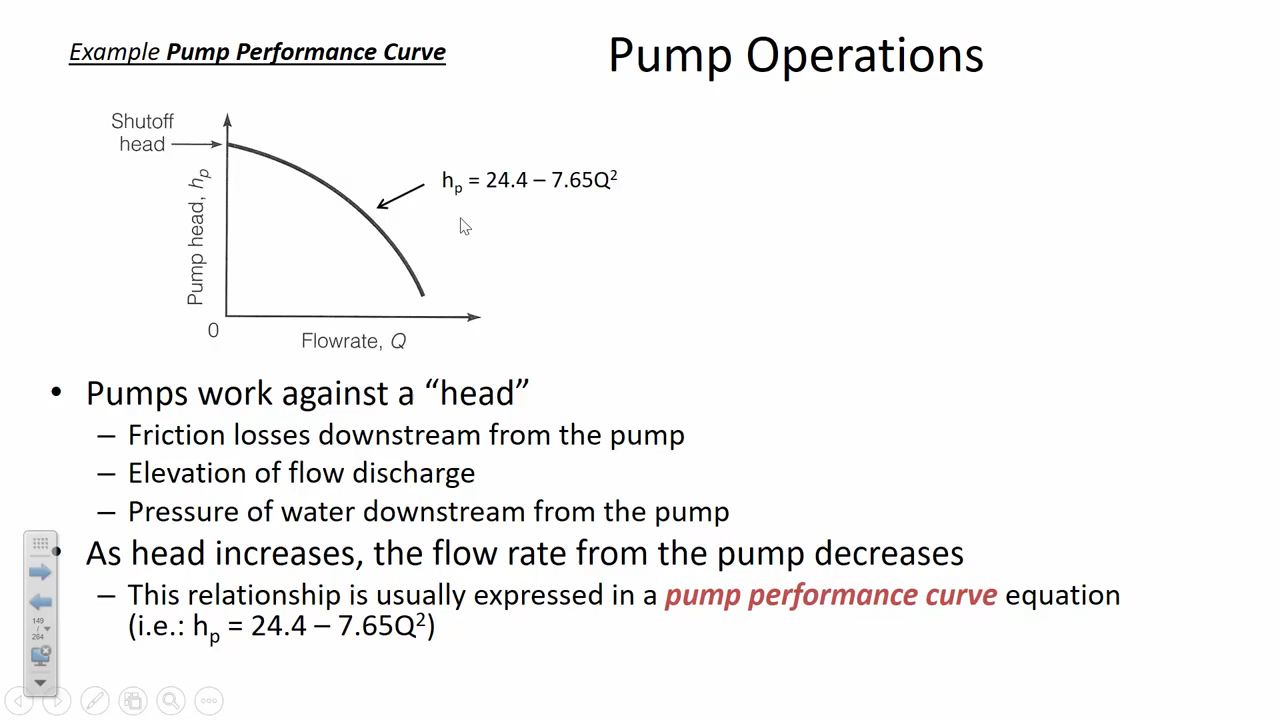 Example Pump Performance Curve
Pump Operations
Shutoff
head
Pump head, hₚ
hₚ = 24.4 – 7.65Q²
0
Flowrate, Q
• Pumps work against a “head”
– Friction losses downstream from the pump
– Elevation of flow discharge
– Pressure of water downstream from the pump
• As head increases, the flow rate from the pump decreases
– This relationship is usually expressed in a pump performance curve equation
(i.e.: hₚ = 24.4 – 7.65Q²)
149
/
264